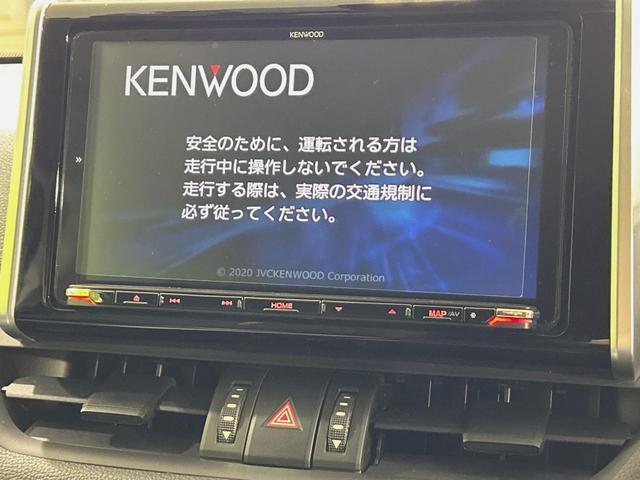 KENWOOD
KENWOOD
安全のために、運転される方は
走行中に操作しないでください。
走行する際は、実際の交通規制に
必ず従ってください。
© 2020 JVCKENWOOD Corporation
HOME
MAP/AV